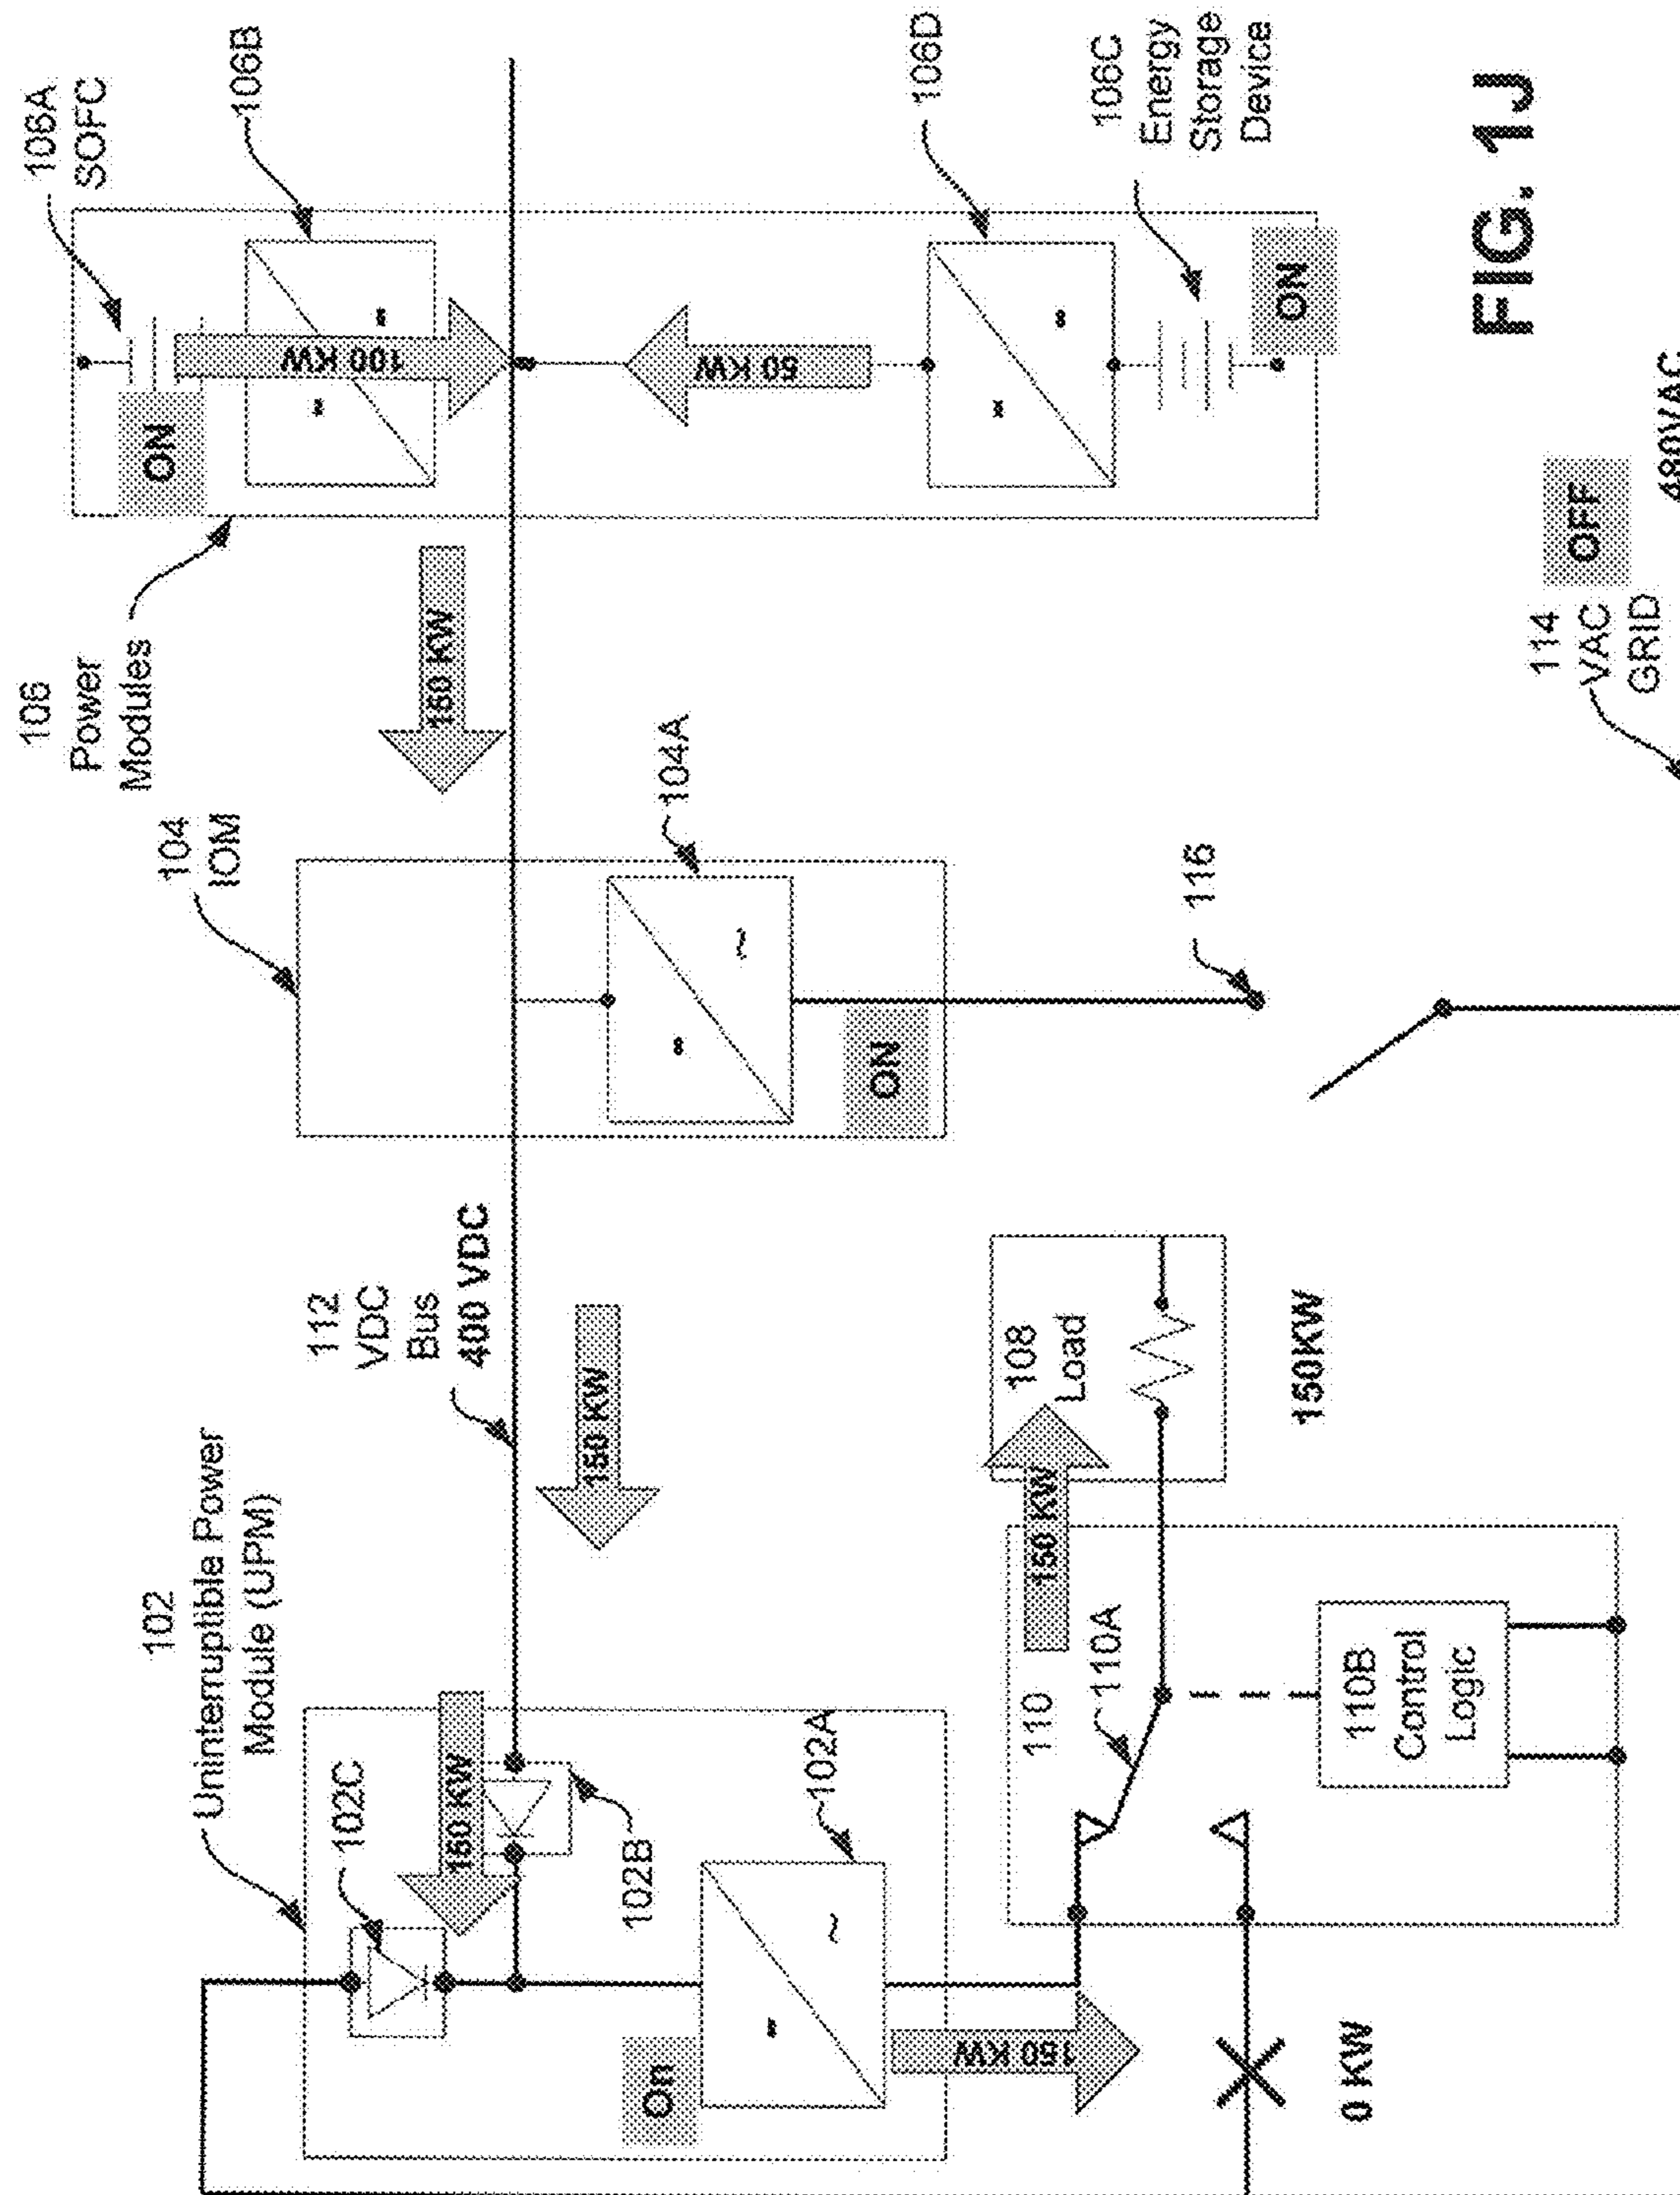 102
Uninterruptible Power
Module (UPM)
102C
150 KW
102B
On
102A
150 KW
0 KW
112
VDC
Bus
400 VDC
150 KW
110
150 KW
110A
110B
Control
Logic
108
Load
150KW
104
IOM
104A
ON
116
106
Power
Modules
150 KW
106A
SOFC
ON
106B
100 KW
50 KW
106D
106C
Energy
Storage
Device
ON
114
VAC
GRID
OFF
480VAC
FIG. 1J